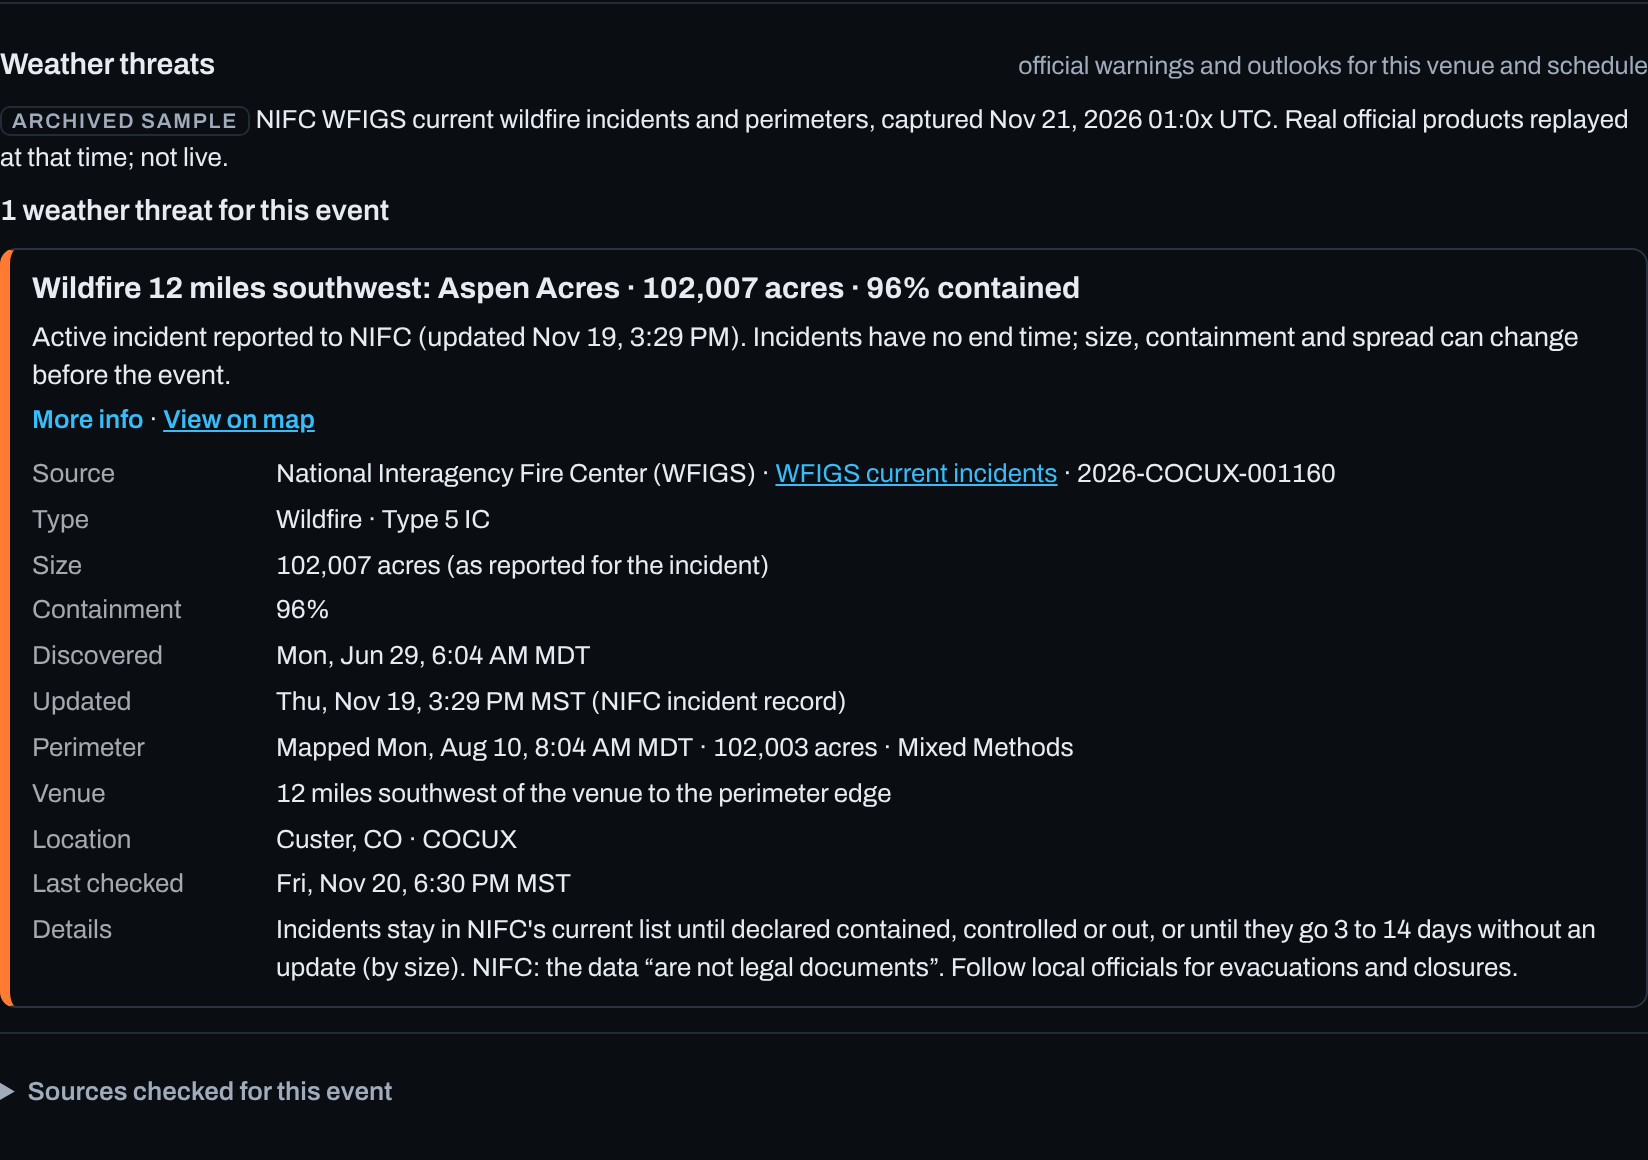 Weather threats
official warnings and outlooks for this venue and schedule
ARCHIVED SAMPLE NIFC WFIGS current wildfire incidents and perimeters, captured Nov 21, 2026 01:0x UTC. Real official products replayed
at that time; not live.
1 weather threat for this event
Wildfire 12 miles southwest: Aspen Acres · 102,007 acres · 96% contained
Active incident reported to NIFC (updated Nov 19, 3:29 PM). Incidents have no end time; size, containment and spread can change
before the event.
More info · View on map
Source National Interagency Fire Center (WFIGS) · WFIGS current incidents · 2026-COCUX-001160
Type Wildfire · Type 5 IC
Size 102,007 acres (as reported for the incident)
Containment 96%
Discovered Mon, Jun 29, 6:04 AM MDT
Updated Thu, Nov 19, 3:29 PM MST (NIFC incident record)
Perimeter Mapped Mon, Aug 10, 8:04 AM MDT · 102,003 acres · Mixed Methods
Venue 12 miles southwest of the venue to the perimeter edge
Location Custer, CO · COCUX
Last checked Fri, Nov 20, 6:30 PM MST
Details Incidents stay in NIFC's current list until declared contained, controlled or out, or until they go 3 to 14 days without an
update (by size). NIFC: the data “are not legal documents”. Follow local officials for evacuations and closures.
Sources checked for this event